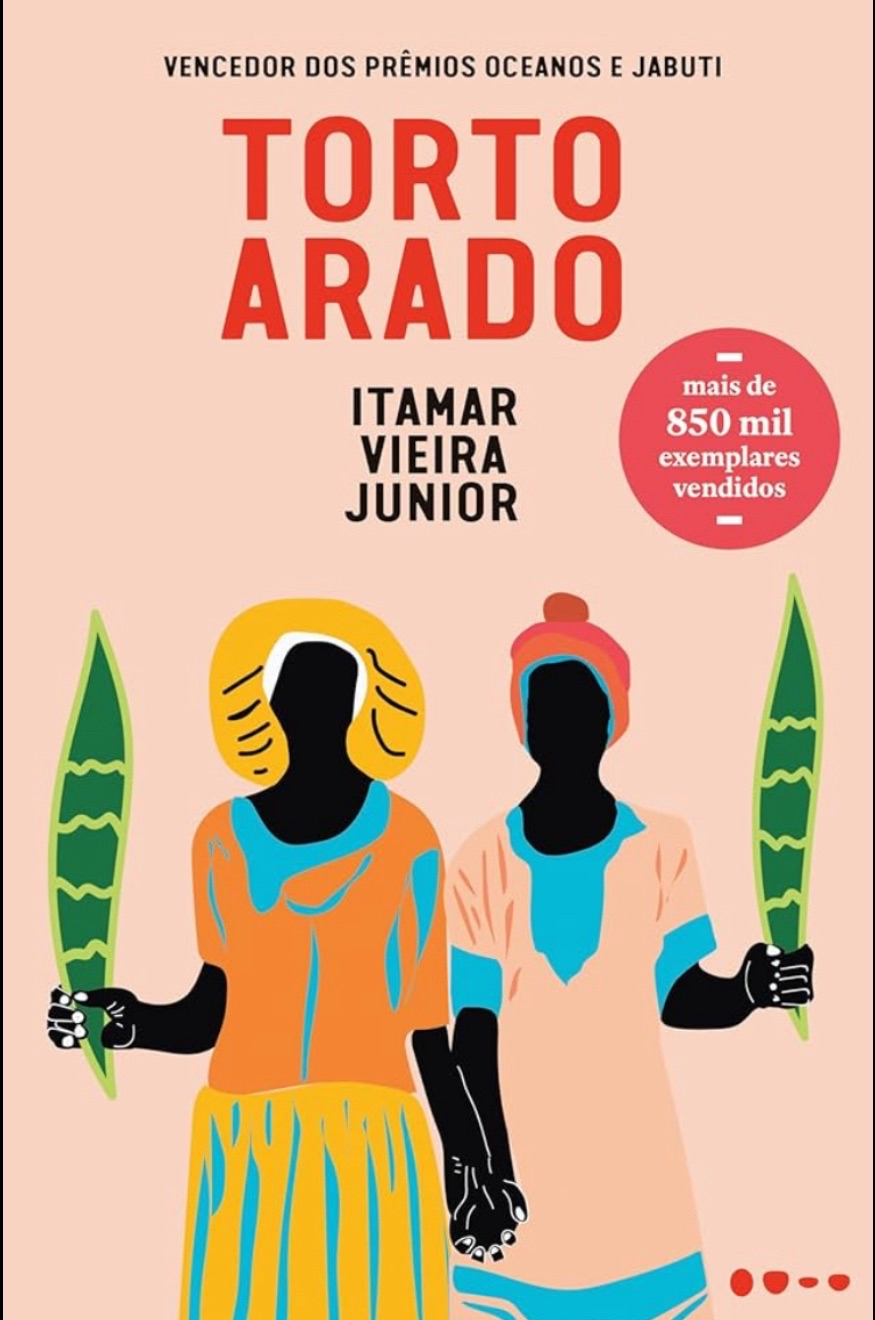 VENCEDOR DOS PRÊMIOS OCEANOS E JABUTI
TORTO
ARADO
ITAMAR
VIEIRA
JUNIOR
mais de
850 mil
exemplares
vendidos